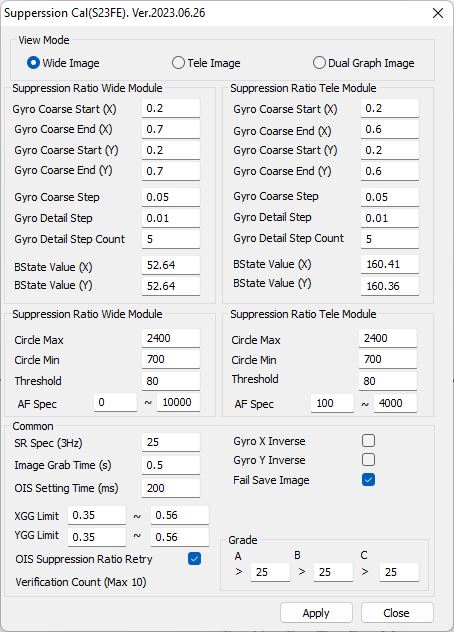 Supperssion Cal(S23FE). Ver.2023.06.26
View Mode
Wide Image Tele Image Dual Graph Image
Suppression Ratio Wide Module
Gyro Coarse Start (X) 0.2
Gyro Coarse End (X) 0.7
Gyro Coarse Start (Y) 0.2
Gyro Coarse End (Y) 0.7
Gyro Coarse Step 0.05
Gyro Detail Step 0.01
Gyro Detail Step Count 5
BState Value (X) 52.64
BState Value (Y) 52.64
Suppression Ratio Tele Module
Gyro Coarse Start (X) 0.2
Gyro Coarse End (X) 0.6
Gyro Coarse Start (Y) 0.2
Gyro Coarse End (Y) 0.6
Gyro Coarse Step 0.05
Gyro Detail Step 0.01
Gyro Detail Step Count 5
BState Value (X) 160.41
BState Value (Y) 160.36
Suppression Ratio Wide Module
Circle Max 2400
Circle Min 700
Threshold 80
AF Spec 0 ~ 10000
Suppression Ratio Tele Module
Circle Max 2400
Circle Min 700
Threshold 80
AF Spec 100 ~ 4000
Common
SR Spec (3Hz) 25
Image Grab Time (s) 0.5
OIS Setting Time (ms) 200
XGG Limit 0.35 ~ 0.56
YGG Limit 0.35 ~ 0.56
OIS Suppression Ratio Retry
Verification Count (Max 10)
Gyro X Inverse
Gyro Y Inverse
Fail Save Image
Grade
A B C
> 25 > 25 > 25
Apply Close